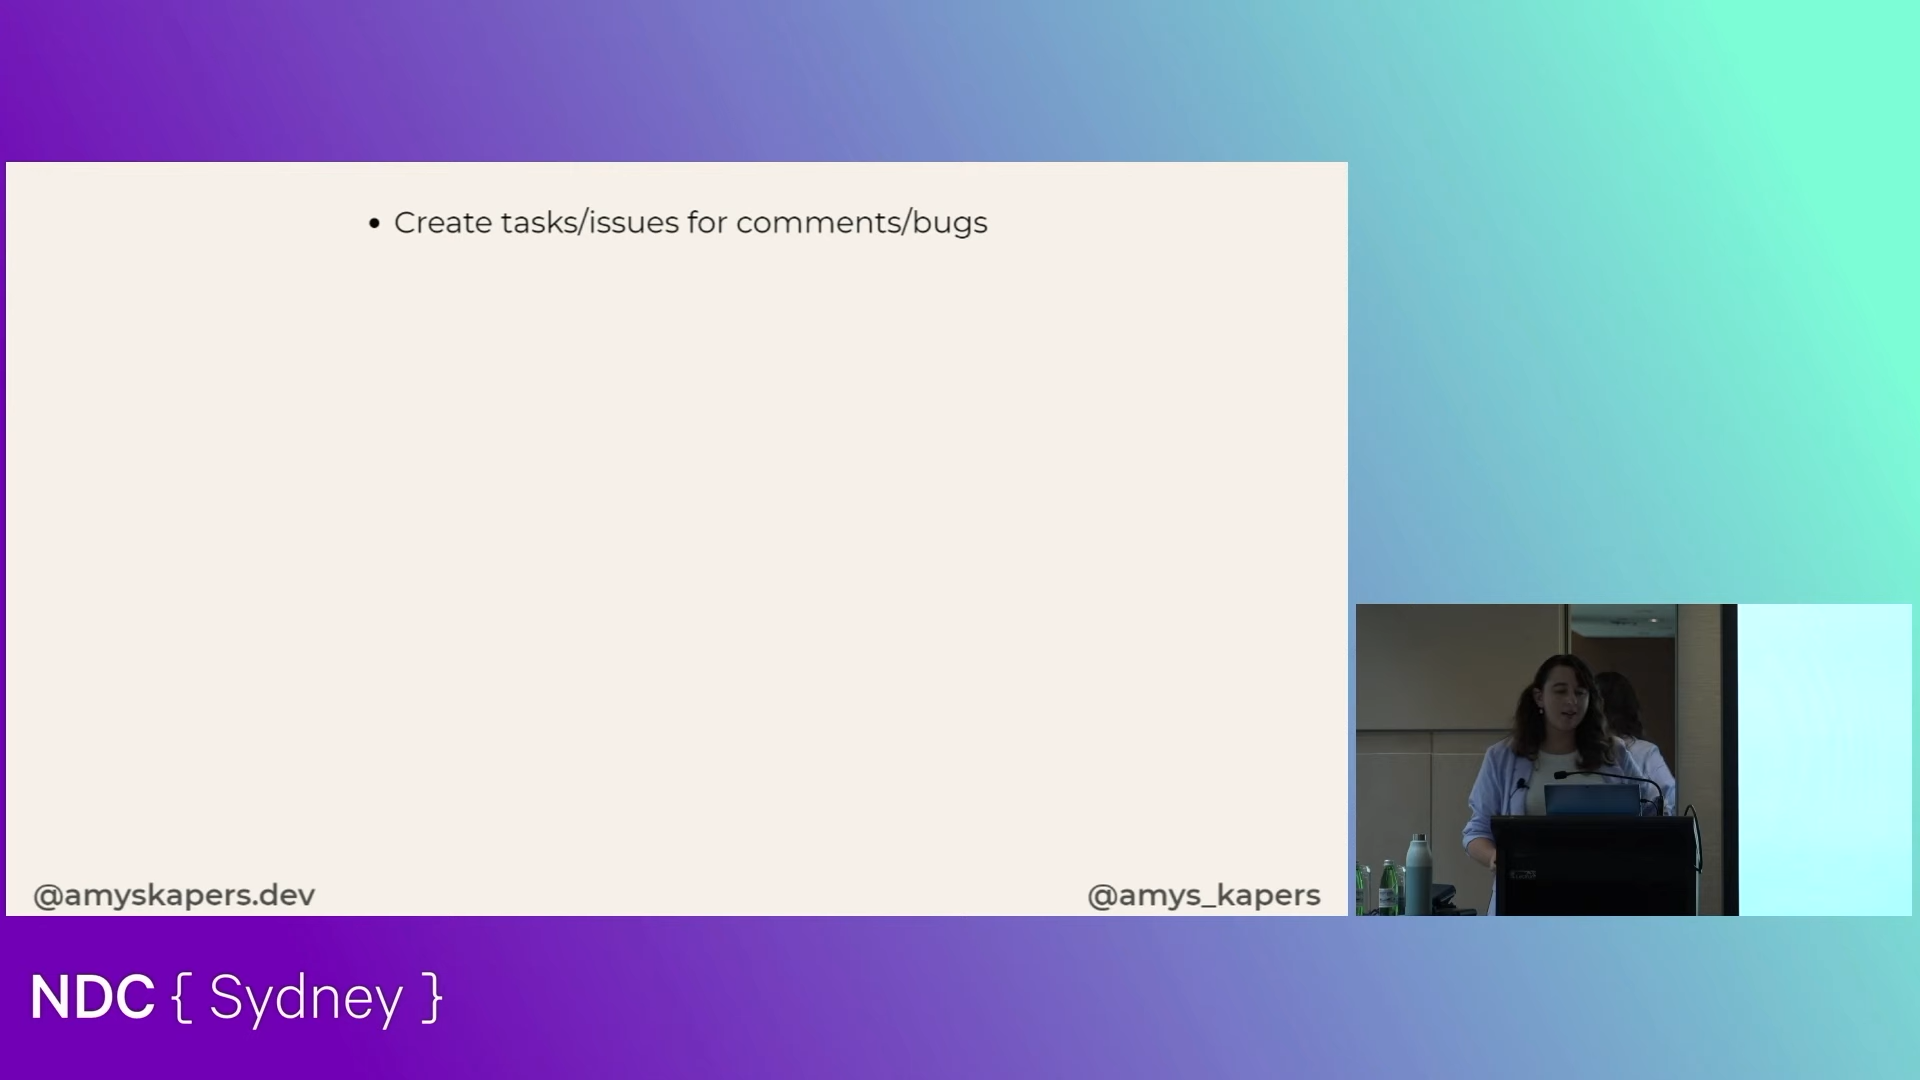 • Create tasks/issues for comments/bugs
@amyskapers.dev
@amys_kapers
NDC { Sydney }